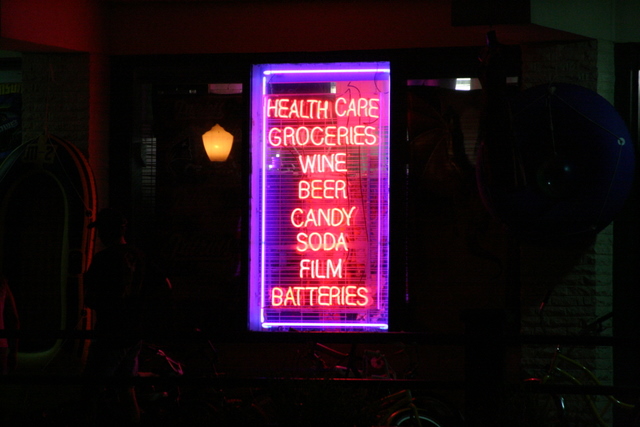 HEALTH CARE
GROCERIES
WINE
BEER
CANDY
SODA
FILM
BATTERIES